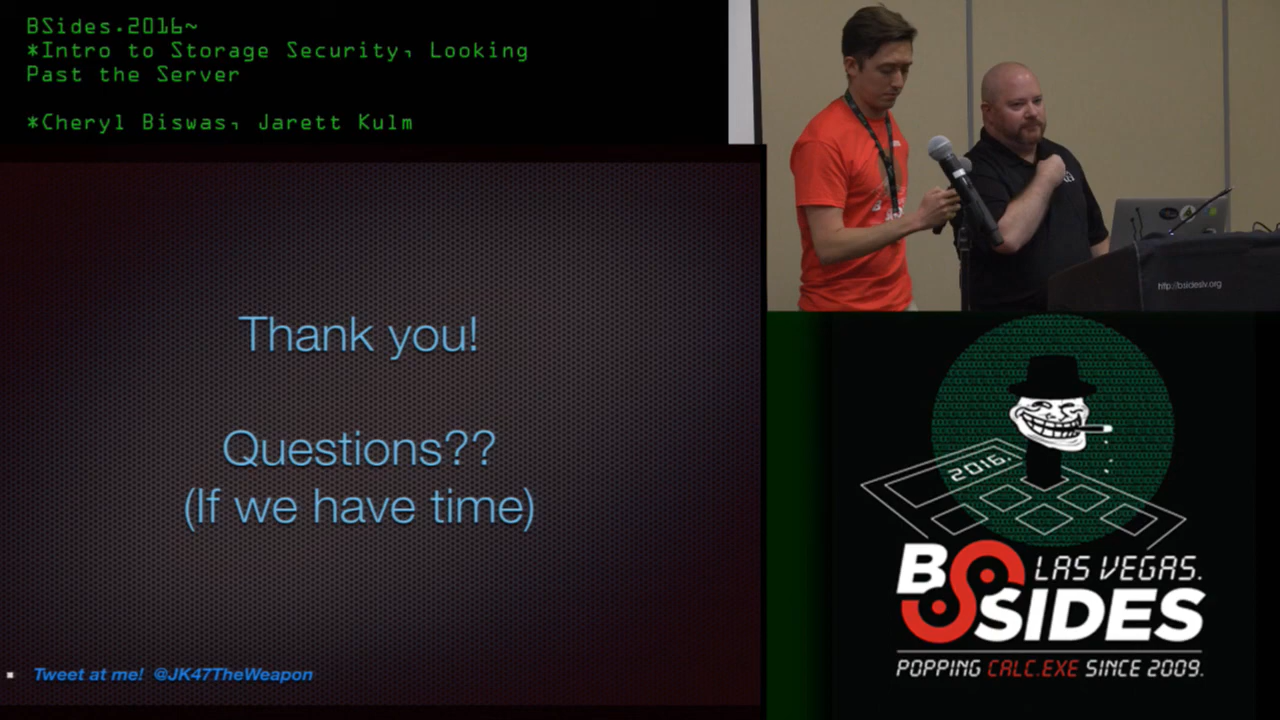 BSides.2016~
*Intro to Storage Security, Looking
Past the Server
*Cheryl Biswas, Jarett Kulm
Thank you!
Questions??
(If we have time)
Tweet at me! @JK47TheWeapon
http://bsideslv.org
2016.
LAS VEGAS.
BSIDES
POPPING CALC.EXE SINCE 2009.